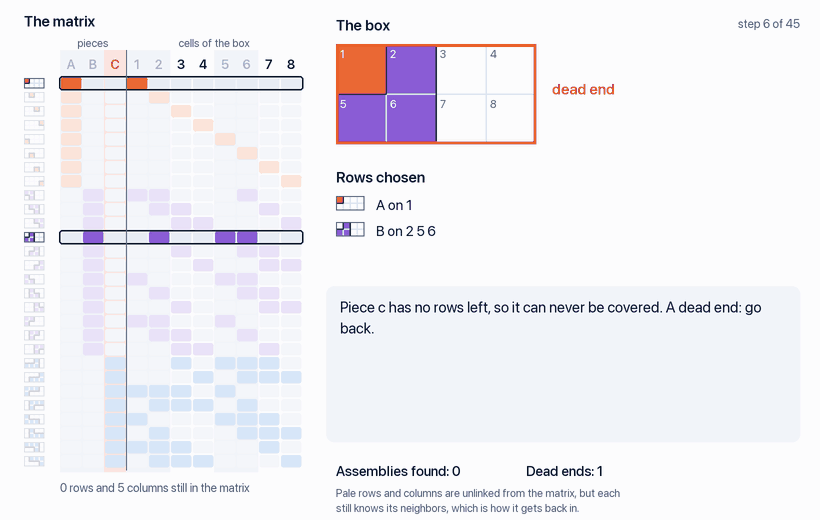 The matrix
The box
step 6 of 45
pieces
cells of the box
A B C 1 2 3 4 5 6 7 8
1 2 3 4
5 6 7 8
dead end
Rows chosen
A on 1
B on 2 5 6
Piece c has no rows left, so it can never be covered. A dead end: go
back.
Assemblies found: 0
Dead ends: 1
0 rows and 5 columns still in the matrix
Pale rows and columns are unlinked from the matrix, but each
still knows its neighbors, which is how it gets back in.